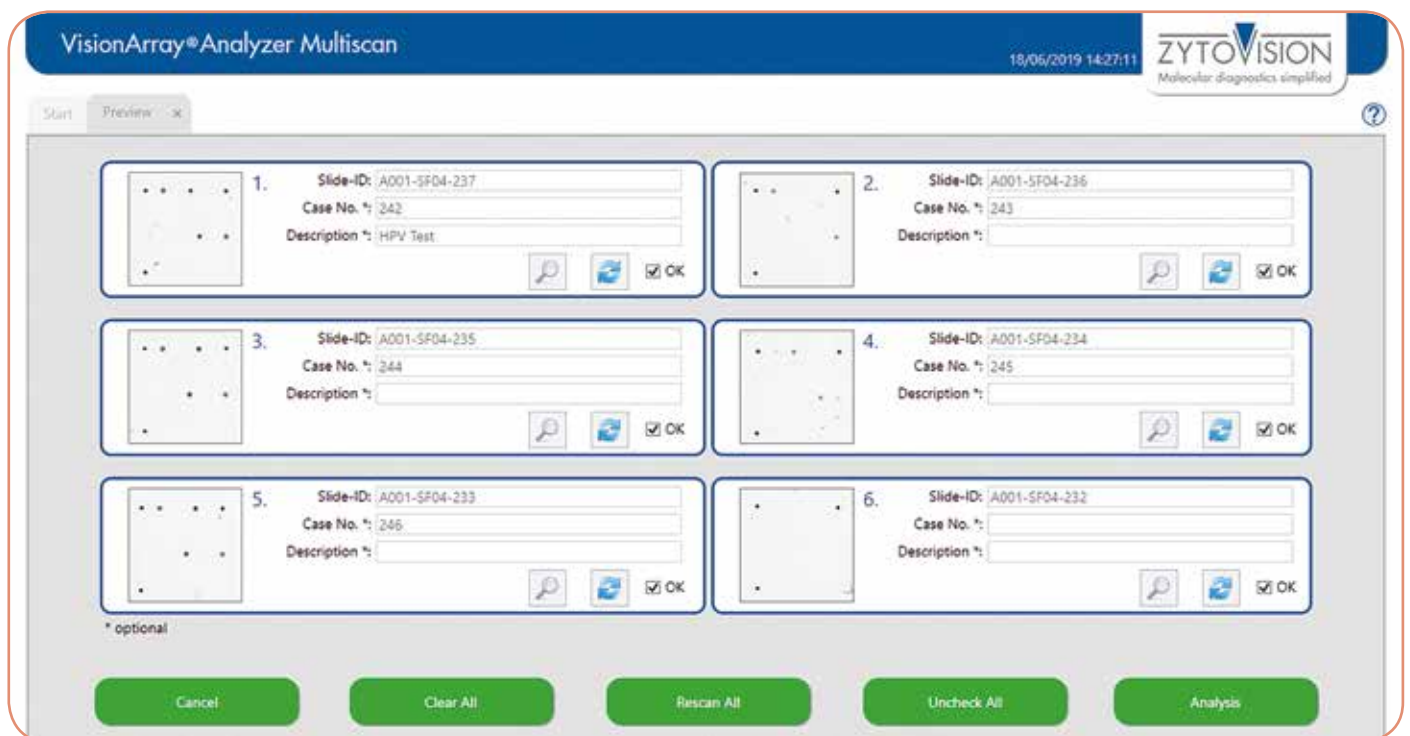 VisionArray®Analyzer Multiscan
18/06/2019 14:27:11
ZYTOVISION
Molecular diagnostics simplified
Start
Preview x
?
1.
Slide-ID: A001-SF04-237
Case No. *: 242
Description *: HPV Test
OK
2.
Slide-ID: A001-SF04-236
Case No. *: 243
Description *:
OK
3.
Slide-ID: A001-SF04-235
Case No. *: 244
Description *:
OK
4.
Slide-ID: A001-SF04-234
Case No. *: 245
Description *:
OK
5.
Slide-ID: A001-SF04-233
Case No. *: 246
Description *:
OK
6.
Slide-ID: A001-SF04-232
Case No. *:
Description *:
OK
* optional
Cancel
Clear All
Rescan All
Uncheck All
Analysis